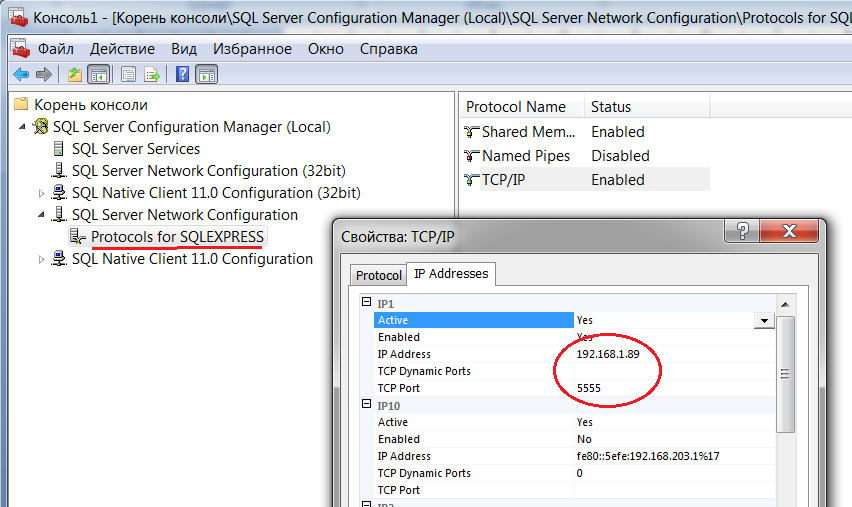 Консоль1 - [Корень консоли\SQL Server Configuration Manager (Local)\SQL Server Network Configuration\Protocols for SQL
Файл Действие Вид Избранное Окно Справка
Корень консоли
SQL Server Configuration Manager (Local)
SQL Server Services
SQL Server Network Configuration (32bit)
SQL Native Client 11.0 Configuration (32bit)
SQL Server Network Configuration
Protocols for SQLEXPRESS
SQL Native Client 11.0 Configuration
Protocol Name Status
Shared Mem... Enabled
Named Pipes Disabled
TCP/IP Enabled
Свойства: TCP/IP
Protocol IP Addresses
IP1
Active Yes
Enabled Yes
IP Address 192.168.1.89
TCP Dynamic Ports
TCP Port 5555
IP10
Active Yes
Enabled No
IP Address fe80::5efe:192.168.203.1%17
TCP Dynamic Ports 0
TCP Port